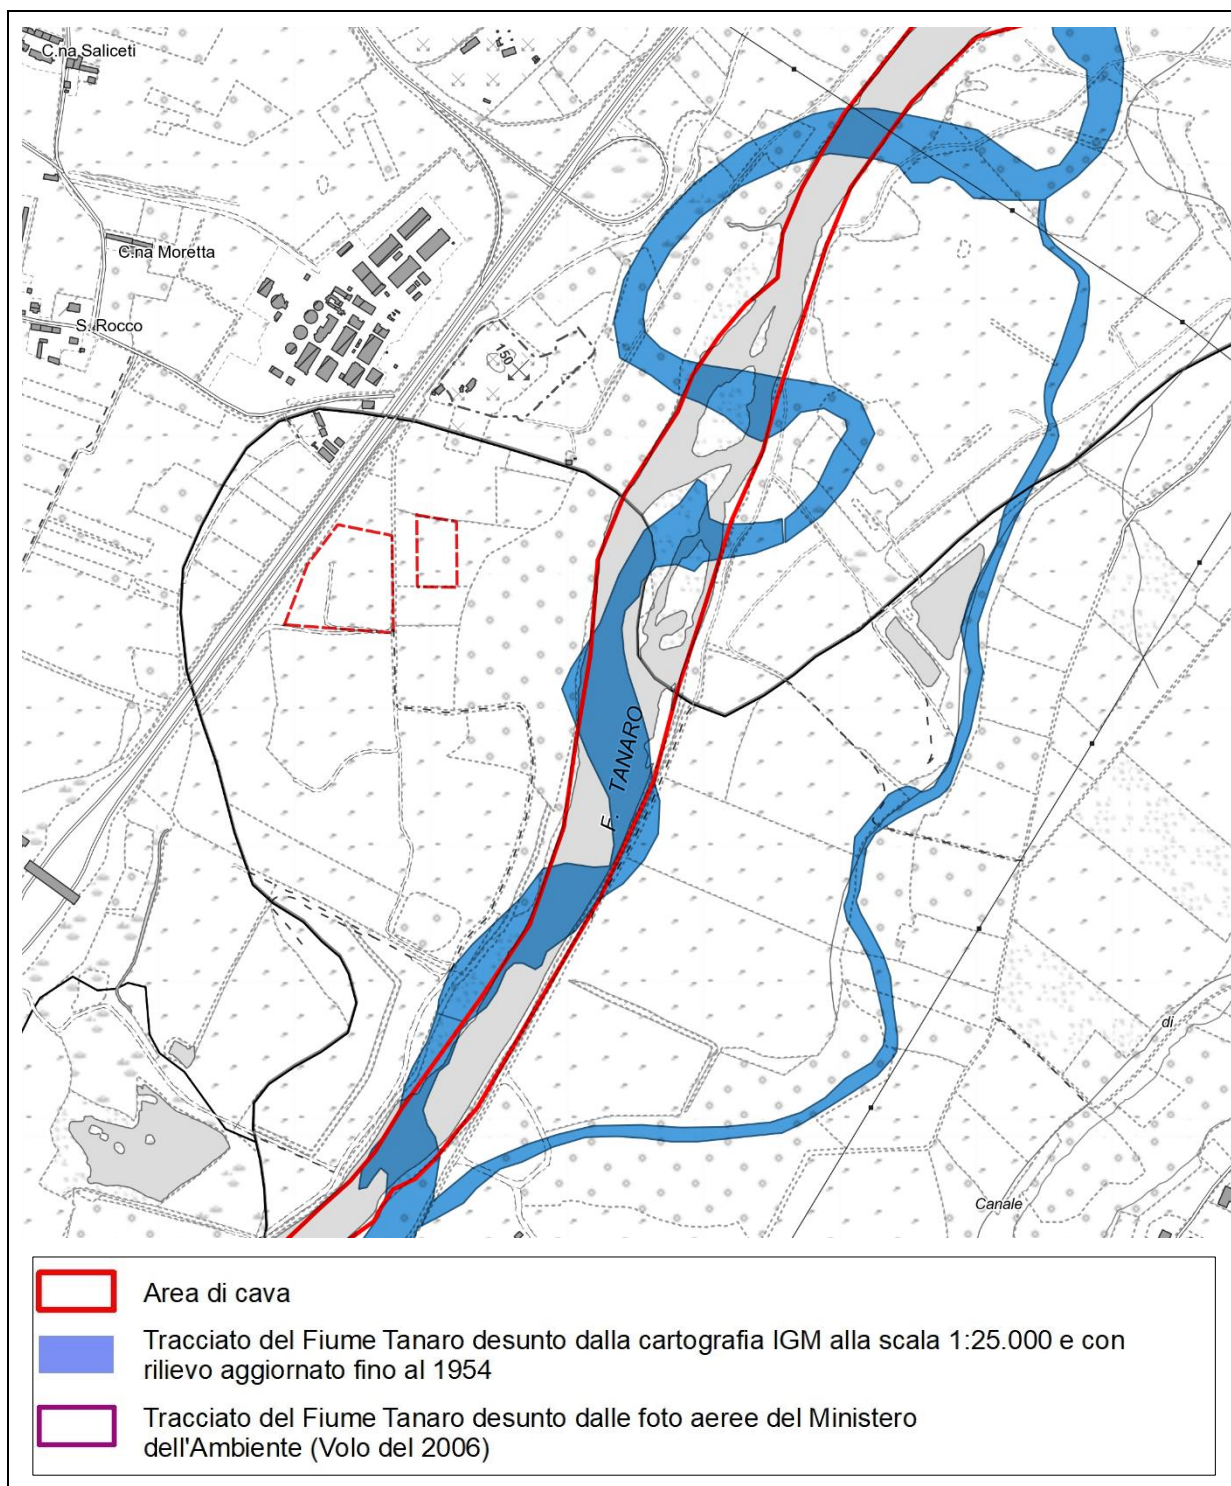 C.na Saliceti
C.na Moretta
S. Rocco
150
F. TANARO
di
Canale
Area di cava
Tracciato del Fiume Tanaro desunto dalla cartografia IGM alla scala 1:25.000 e con
rilievo aggiornato fino al 1954
Tracciato del Fiume Tanaro desunto dalle foto aeree del Ministero
dell'Ambiente (Volo del 2006)